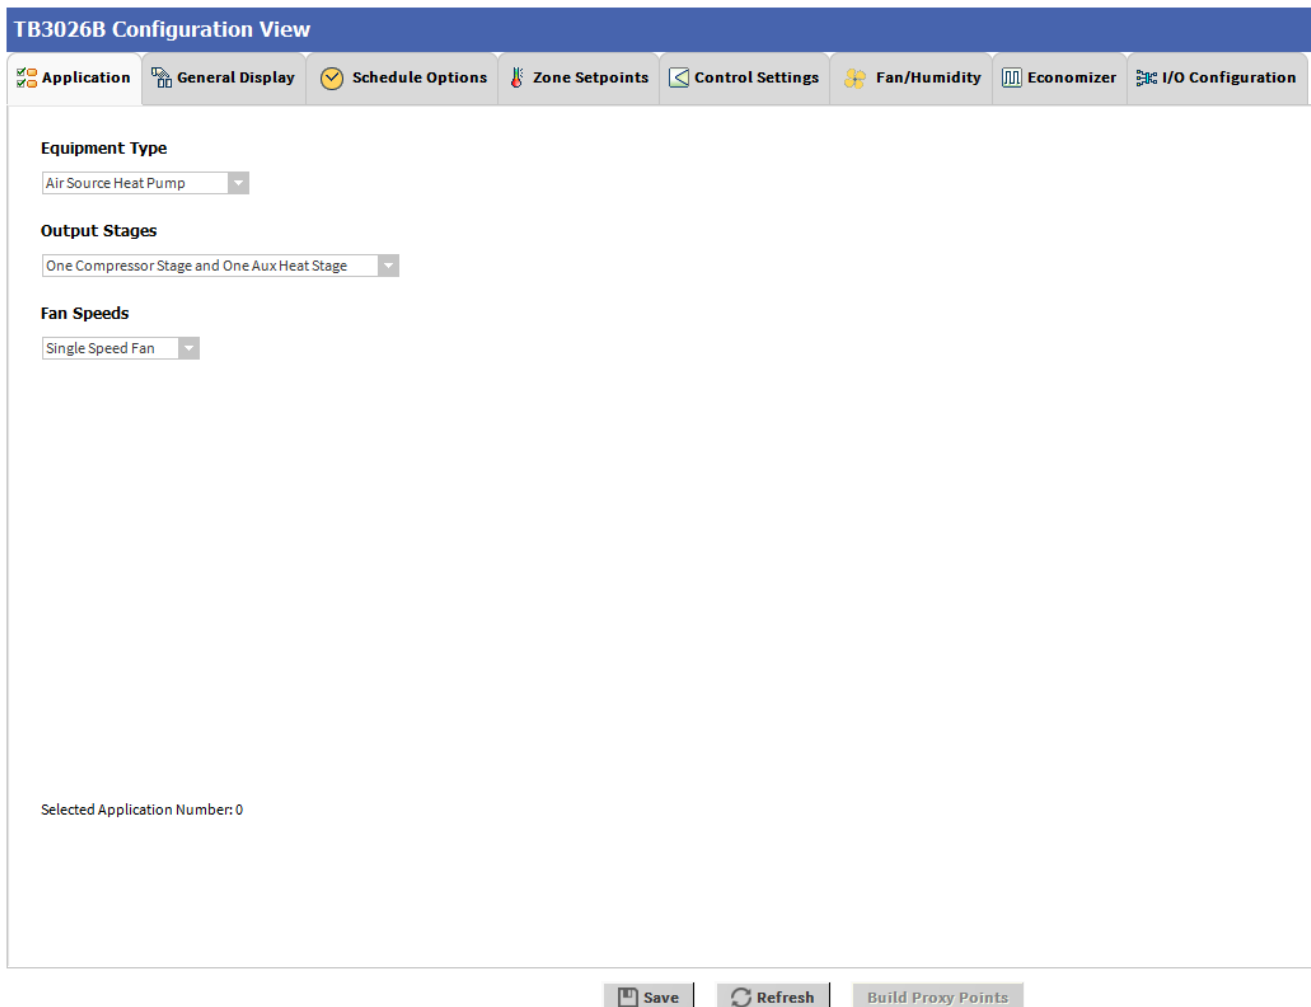 TB3026B Configuration View
Application General Display Schedule Options Zone Setpoints Control Settings Fan/Humidity Economizer I/O Configuration
Equipment Type
Air Source Heat Pump
Output Stages
One Compressor Stage and One Aux Heat Stage
Fan Speeds
Single Speed Fan
Selected Application Number: 0
Save Refresh Build Proxy Points